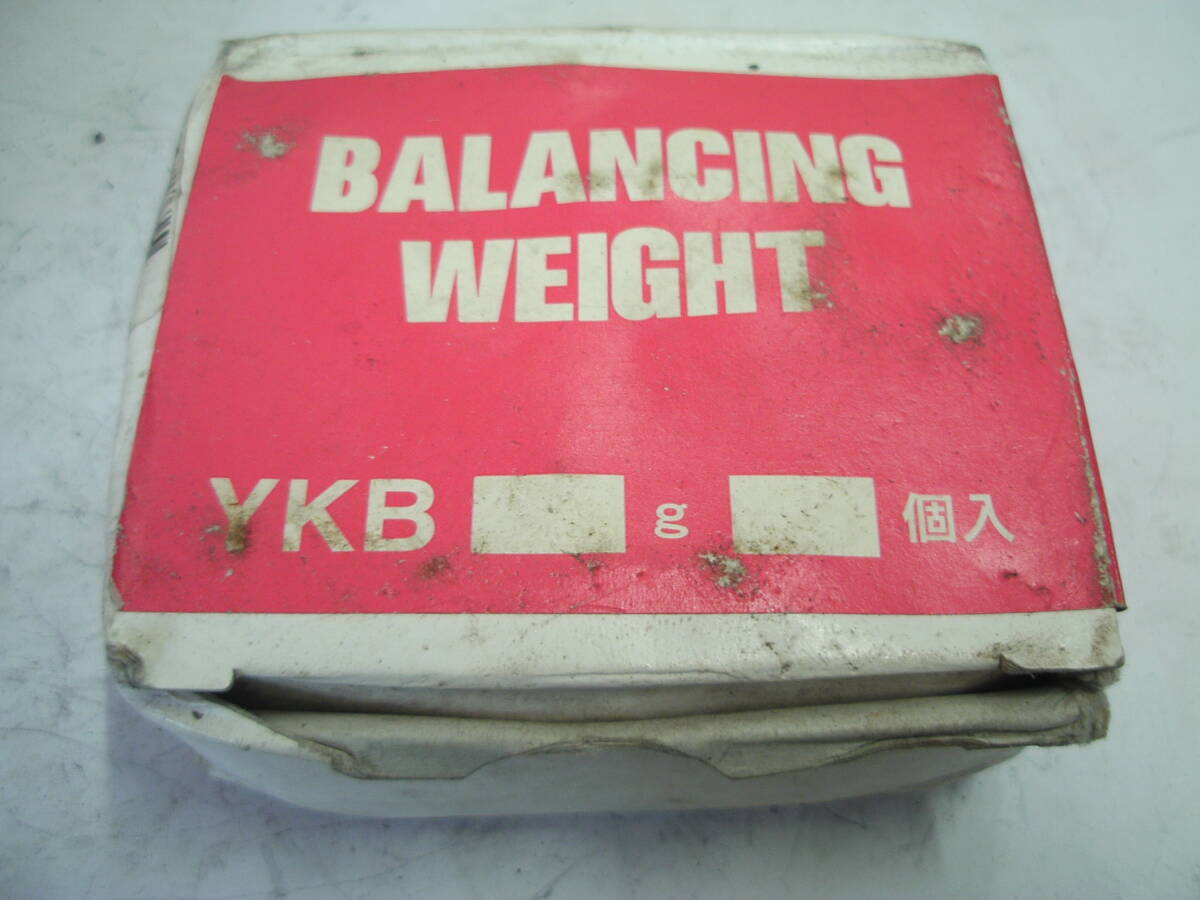 BALANCING
WEIGHT
YKB g 個入